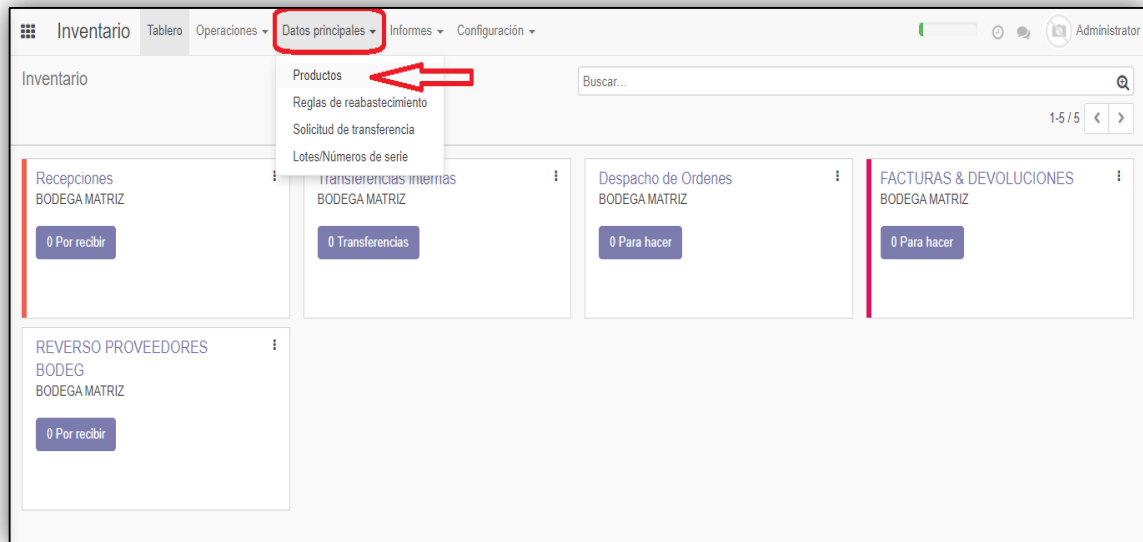 Inventario Tablero Operaciones Datos principales Informes Configuración Administrator
Inventario
Buscar...
1-5 / 5
Productos
Reglas de reabastecimiento
Solicitud de transferencia
Lotes/Números de serie
Recepciones
BODEGA MATRIZ
0 Por recibir
Transferencias Internas
BODEGA MATRIZ
0 Transferencias
Despacho de Ordenes
BODEGA MATRIZ
0 Para hacer
FACTURAS & DEVOLUCIONES
BODEGA MATRIZ
0 Para hacer
REVERSO PROVEEDORES
BODEG
BODEGA MATRIZ
0 Por recibir